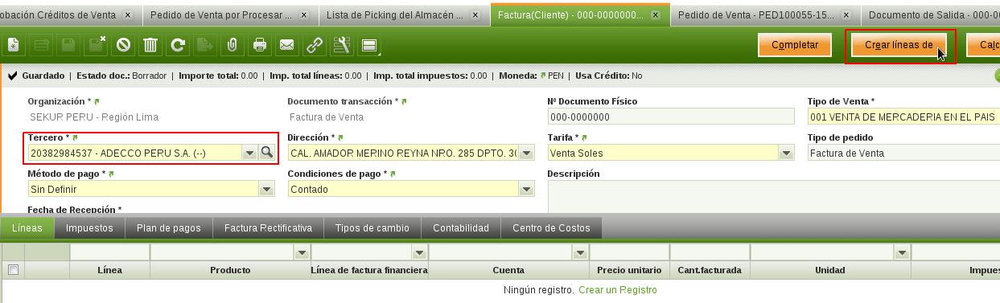 obación Créditos de Venta Pedido de Venta por Procesar ... Lista de Picking del Almacén ... Factura(Cliente) - 000-0000000... Pedido de Venta - PED100055-15... Documento de Salida - 000-00
Completar Crear líneas de Calc
Guardado | Estado doc.: Borrador | Importe total: 0.00 | Imp. total líneas: 0.00 | Imp. total impuestos: 0.00 | Moneda: PEN | Usa Crédito: No
Organización * Documento transacción * Nº Documento Físico Tipo de Venta *
SEKUR PERU - Región Lima Factura de Venta 000-0000000 001 VENTA DE MERCADERIA EN EL PAIS
Tercero * Dirección * Tarifa * Tipo de pedido
20382984537 - ADECCO PERU S.A. (--) CAL. AMADOR MERINO REYNA NRO. 285 DPTO. 30 Venta Soles Factura de Venta
Método de pago * Condiciones de pago * Descripción
Sin Definir Contado
Fecha de Recepción *
Líneas Impuestos Plan de pagos Factura Rectificativa Tipos de cambio Contabilidad Centro de Costos
Línea Producto Línea de factura financiera Cuenta Precio unitario Cant.facturada Unidad Impues
Ningún registro. Crear un Registro